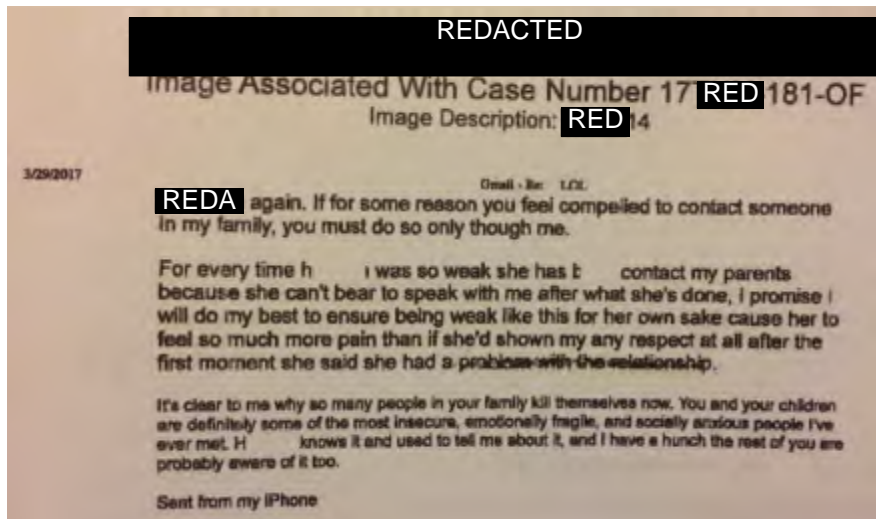 REDACTED
Image Associated With Case Number 17 RED 181-OF
Image Description: RED 14
3/29/2017
Gmail - Re: LOL
REDA again. If for some reason you feel compelled to contact someone
in my family, you must do so only though me.
For every time h i was so weak she has b contact my parents
because she can't bear to speak with me after what she's done, I promise I
will do my best to ensure being weak like this for her own sake cause her to
feel so much more pain than if she'd shown my any respect at all after the
first moment she said she had a problem with the relationship.
It's clear to me why so many people in your family kill themselves now. You and your children
are definitely some of the most insecure, emotionally fragile, and socially anxious people I've
ever met. H knows it and used to tell me about it, and I have a hunch the rest of you are
probably aware of it too.
Sent from my iPhone